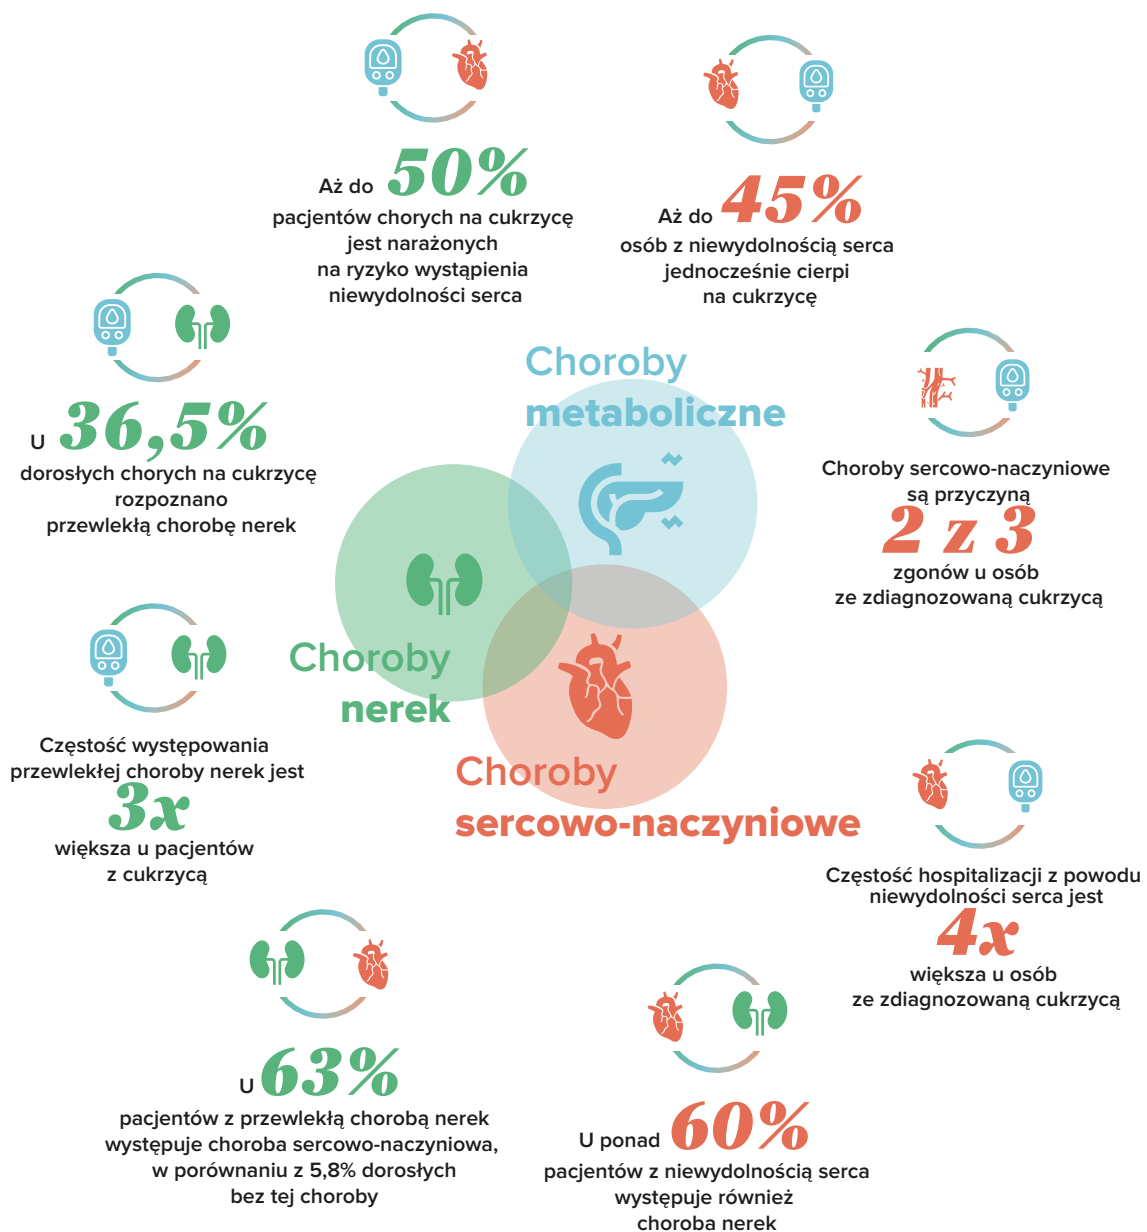 Aż do 50%
pacjentów chorych na cukrzycę
jest narażonych
na ryzyko wystąpienia
niewydolności serca
Aż do 45%
osób z niewydolnością serca
jednocześnie cierpi
na cukrzycę
U 36,5%
dorosłych chorych na cukrzycę
rozpoznano
przewlekłą chorobę nerek
Choroby
metaboliczne
Choroby sercowo-naczyniowe
są przyczyną
2 z 3
zgonów u osób
ze zdiagnozowaną cukrzycą
Choroby
nerek
Częstość występowania
przewlekłej choroby nerek jest
3x
większa u pacjentów
z cukrzycą
Choroby
sercowo-naczyniowe
Częstość hospitalizacji z powodu
niewydolności serca jest
4x
większa u osób
ze zdiagnozowaną cukrzycą
U 63%
pacjentów z przewlekłą chorobą nerek
występuje choroba sercowo-naczyniowa,
w porównaniu z 5,8% dorosłych
bez tej choroby
U ponad 60%
pacjentów z niewydolnością serca
występuje również
choroba nerek